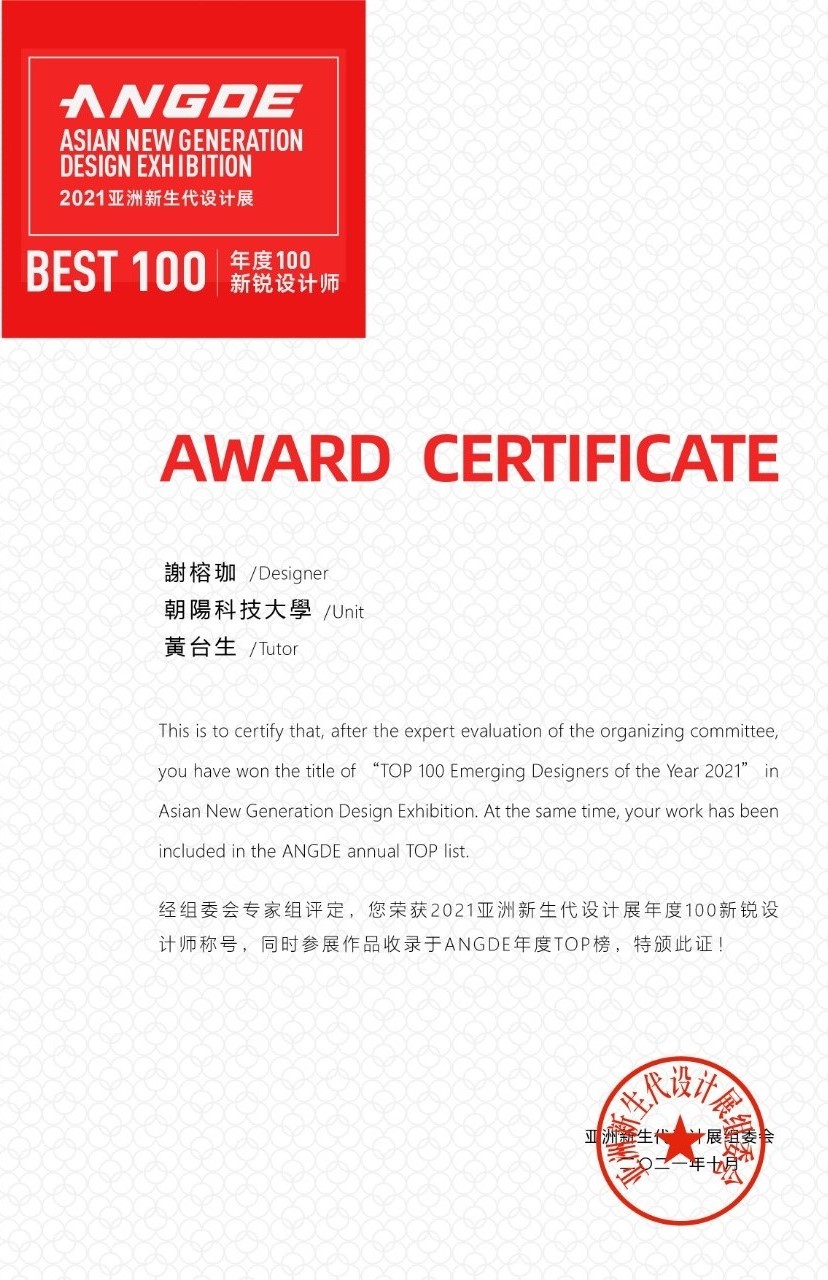 ANGDE
ASIAN NEW GENERATION
DESIGN EXHIBITION
2021亚洲新生代设计展
BEST 100
年度100
新锐设计师
AWARD CERTIFICATE
謝榕珈 /Designer
朝陽科技大學 /Unit
黃台生 /Tutor
This is to certify that, after the expert evaluation of the organizing committee,
you have won the title of “TOP 100 Emerging Designers of the Year 2021” in
Asian New Generation Design Exhibition. At the same time, your work has been
included in the ANGDE annual TOP list.
经组委会专家组评定，您荣获2021亚洲新生代设计展年度100新锐设
计师称号，同时参展作品收录于ANGDE年度TOP榜，特颁此证！
亚洲新生代设计展组委会
亚洲新生代设计展组委会
二〇二一年十月